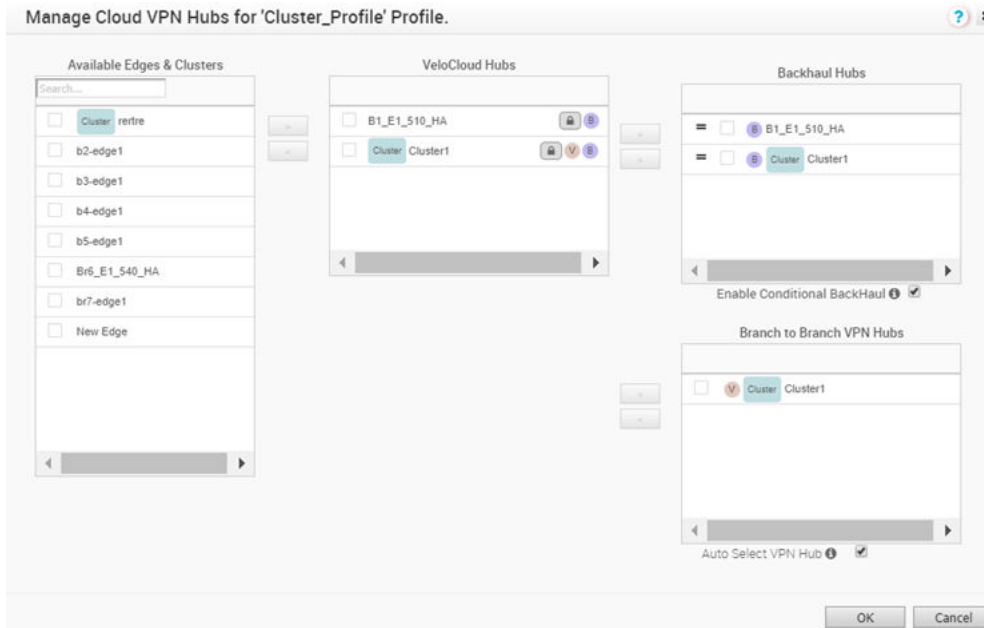 Manage Cloud VPN Hubs for 'Cluster_Profile' Profile.
?
Available Edges & Clusters
Search...
Cluster rertre
b2-edge1
b3-edge1
b4-edge1
b5-edge1
Br6_E1_540_HA
br7-edge1
New Edge
VeloCloud Hubs
B1_E1_510_HA B
Cluster Cluster1 V B
Backhaul Hubs
B B1_E1_510_HA
B Cluster Cluster1
Enable Conditional BackHaul
Branch to Branch VPN Hubs
V Cluster Cluster1
Auto Select VPN Hub
OK Cancel